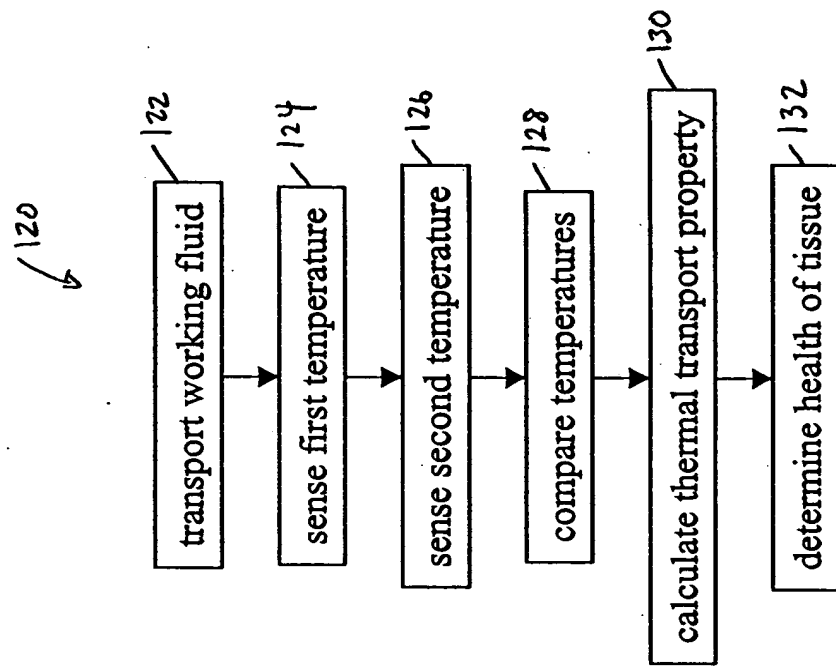 120
122
transport working fluid
124
sense first temperature
126
sense second temperature
128
compare temperatures
130
calculate thermal transport property
132
determine health of tissue